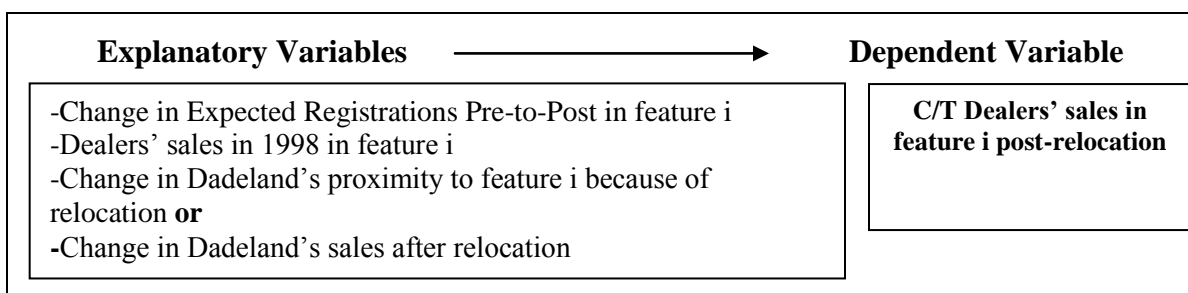 Explanatory Variables Dependent Variable
-Change in Expected Registrations Pre-to-Post in feature i
-Dealers' sales in 1998 in feature i
-Change in Dadeland's proximity to feature i because of
relocation or
-Change in Dadeland's sales after relocation
C/T Dealers' sales in
feature i post-relocation